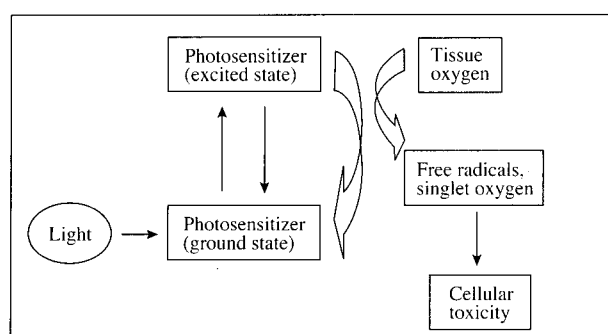 Photosensitizer
(excited state)
Tissue
oxygen
Free radicals,
singlet oxygen
Light
Photosensitizer
(ground state)
Cellular
toxicity